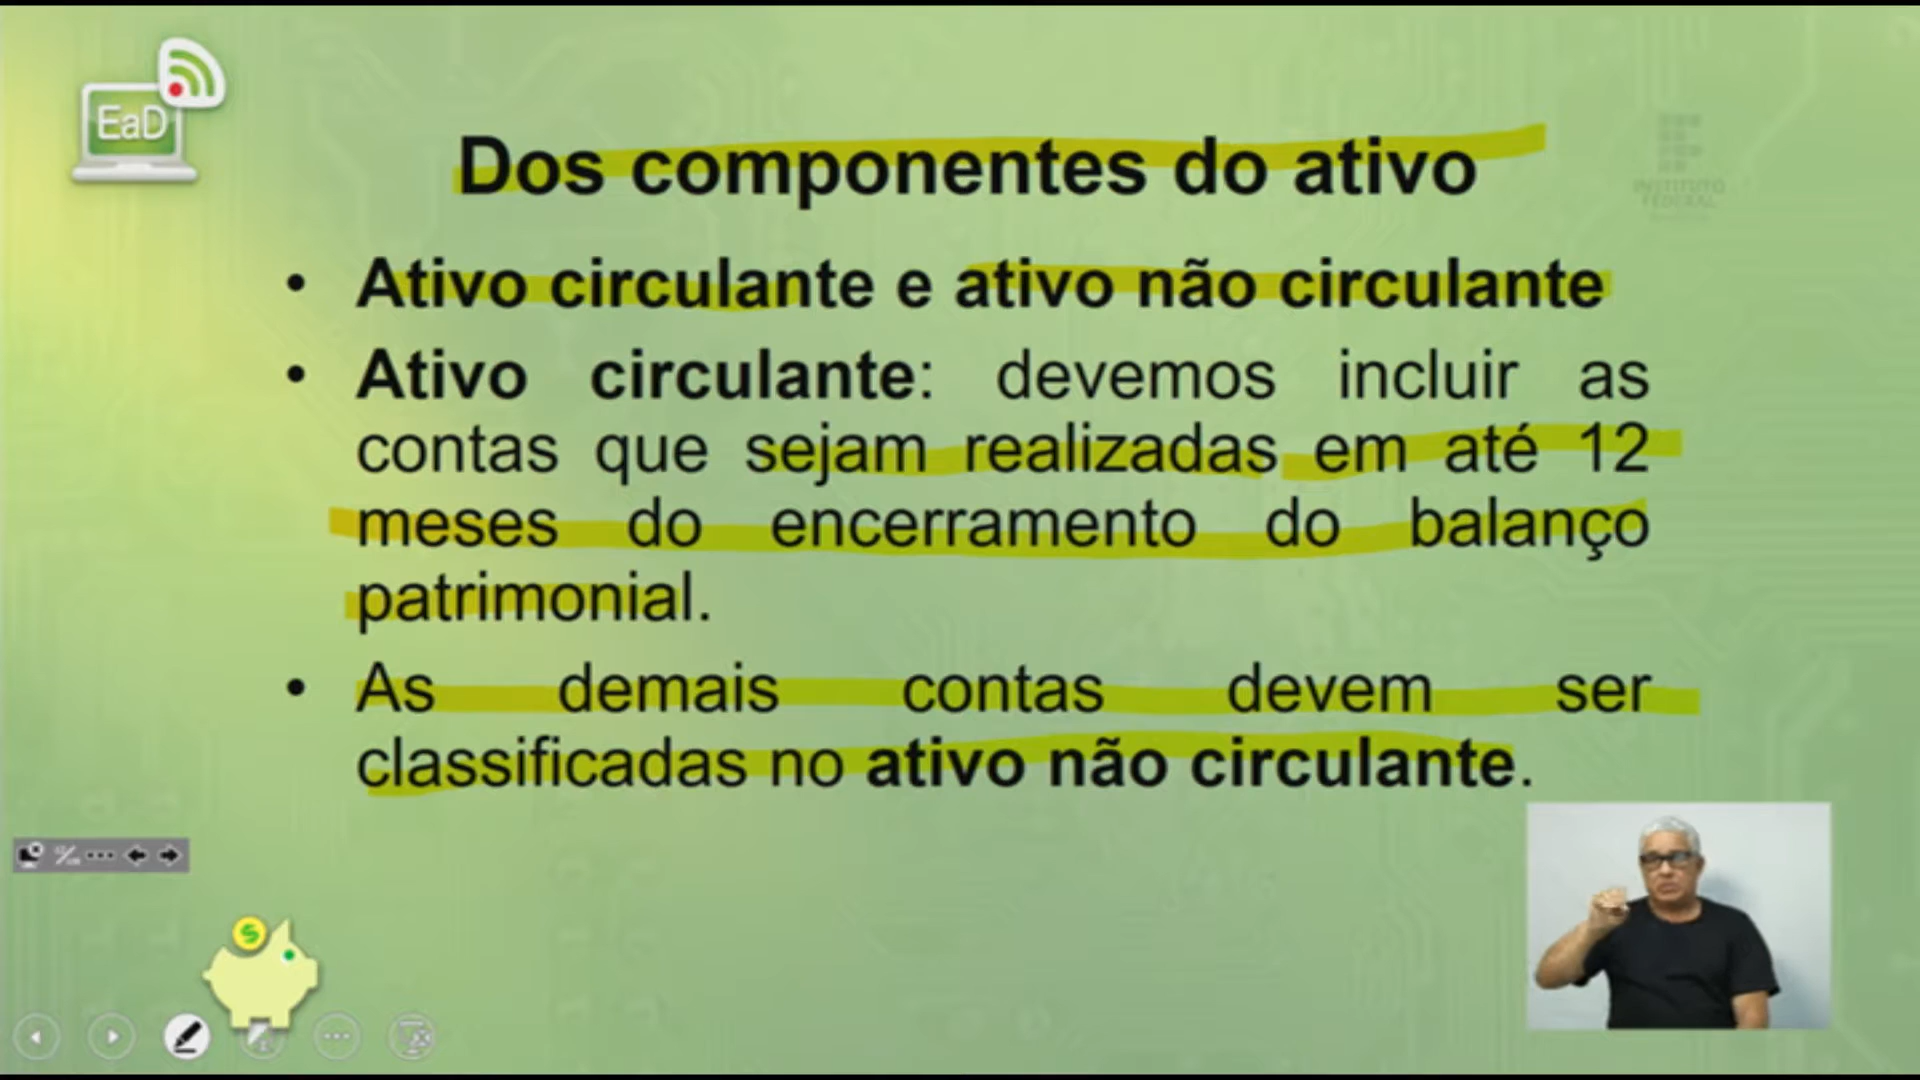 EaD
Dos componentes do ativo
INSTITUTO
FEDERAL
• Ativo circulante e ativo não circulante
• Ativo circulante: devemos incluir as
contas que sejam realizadas em até 12
meses do encerramento do balanço
patrimonial.
• As demais contas devem ser
classificadas no ativo não circulante.
$